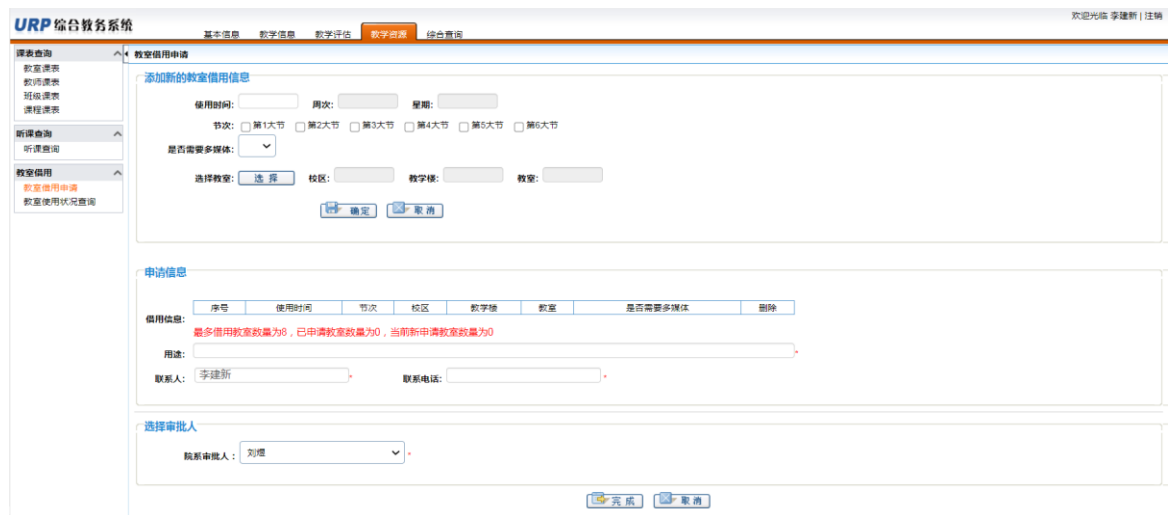 欢迎光临 李建新 | 注销
URP 综合教务系统
基本信息 教学信息 教学评估 教学资源 综合查询
课表查询
教室课表
教师课表
班级课表
课程课表
听课查询
听课查询
教室借用
教室借用申请
教室使用状况查询
教室借用申请
添加新的教室借用信息
使用时间: 周次: 星期:
节次: 第1大节 第2大节 第3大节 第4大节 第5大节 第6大节
是否需要多媒体:
选择教室: 选 择 校区: 教学楼: 教室:
确定 取 消
申请信息
序号 使用时间 节次 校区 教学楼 教室 是否需要多媒体 删除
借用信息:
最多借用教室数量为8，已申请教室数量为0，当前新申请教室数量为0
用途: *
联系人: 李建新 * 联系电话: *
选择审批人
院系审批人： 刘煜 *
完 成 取 消